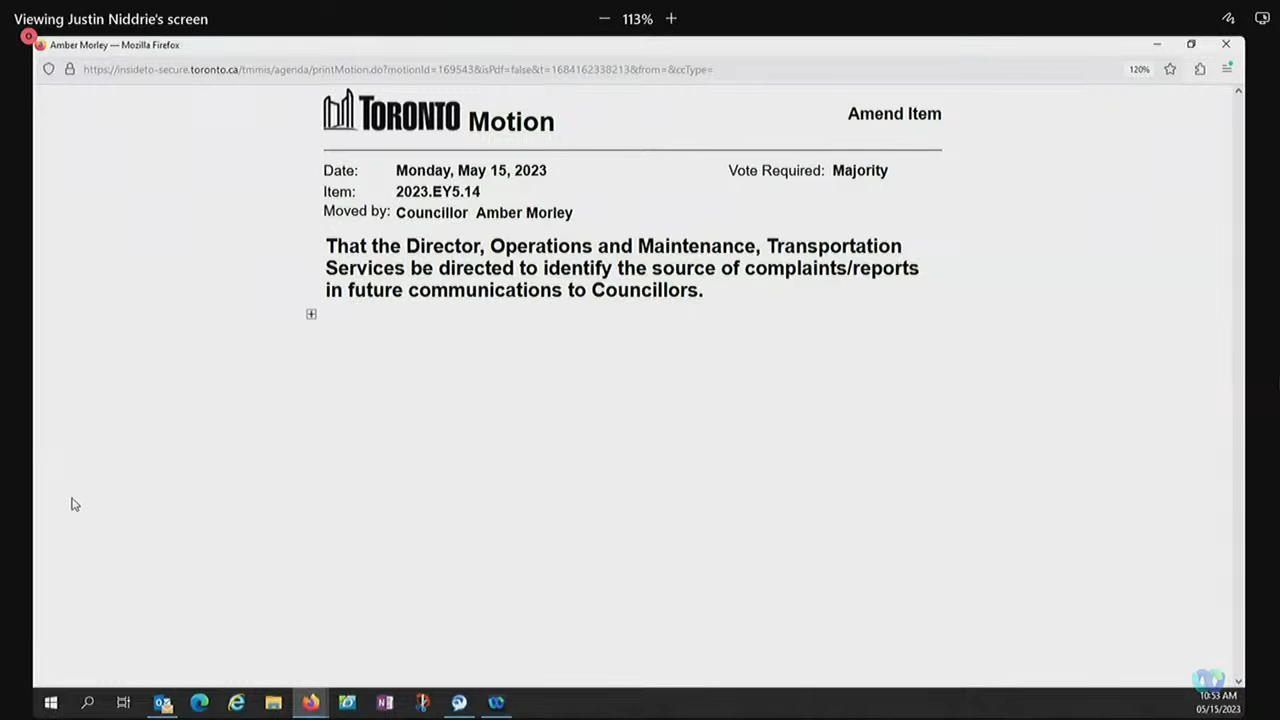 Viewing Justin Niddrie's screen
113%
Amber Morley — Mozilla Firefox
https://insideto-secure.toronto.ca/tmmis/agenda/printMotion.do?motionId=169543&isPdf=false&t=1684162338213&from=&ccType=
120%
TORONTO Motion
Amend Item
Date: Monday, May 15, 2023
Vote Required: Majority
Item: 2023.EY5.14
Moved by: Councillor Amber Morley
That the Director, Operations and Maintenance, Transportation
Services be directed to identify the source of complaints/reports
in future communications to Councillors.
10:53 AM
05/15/2023